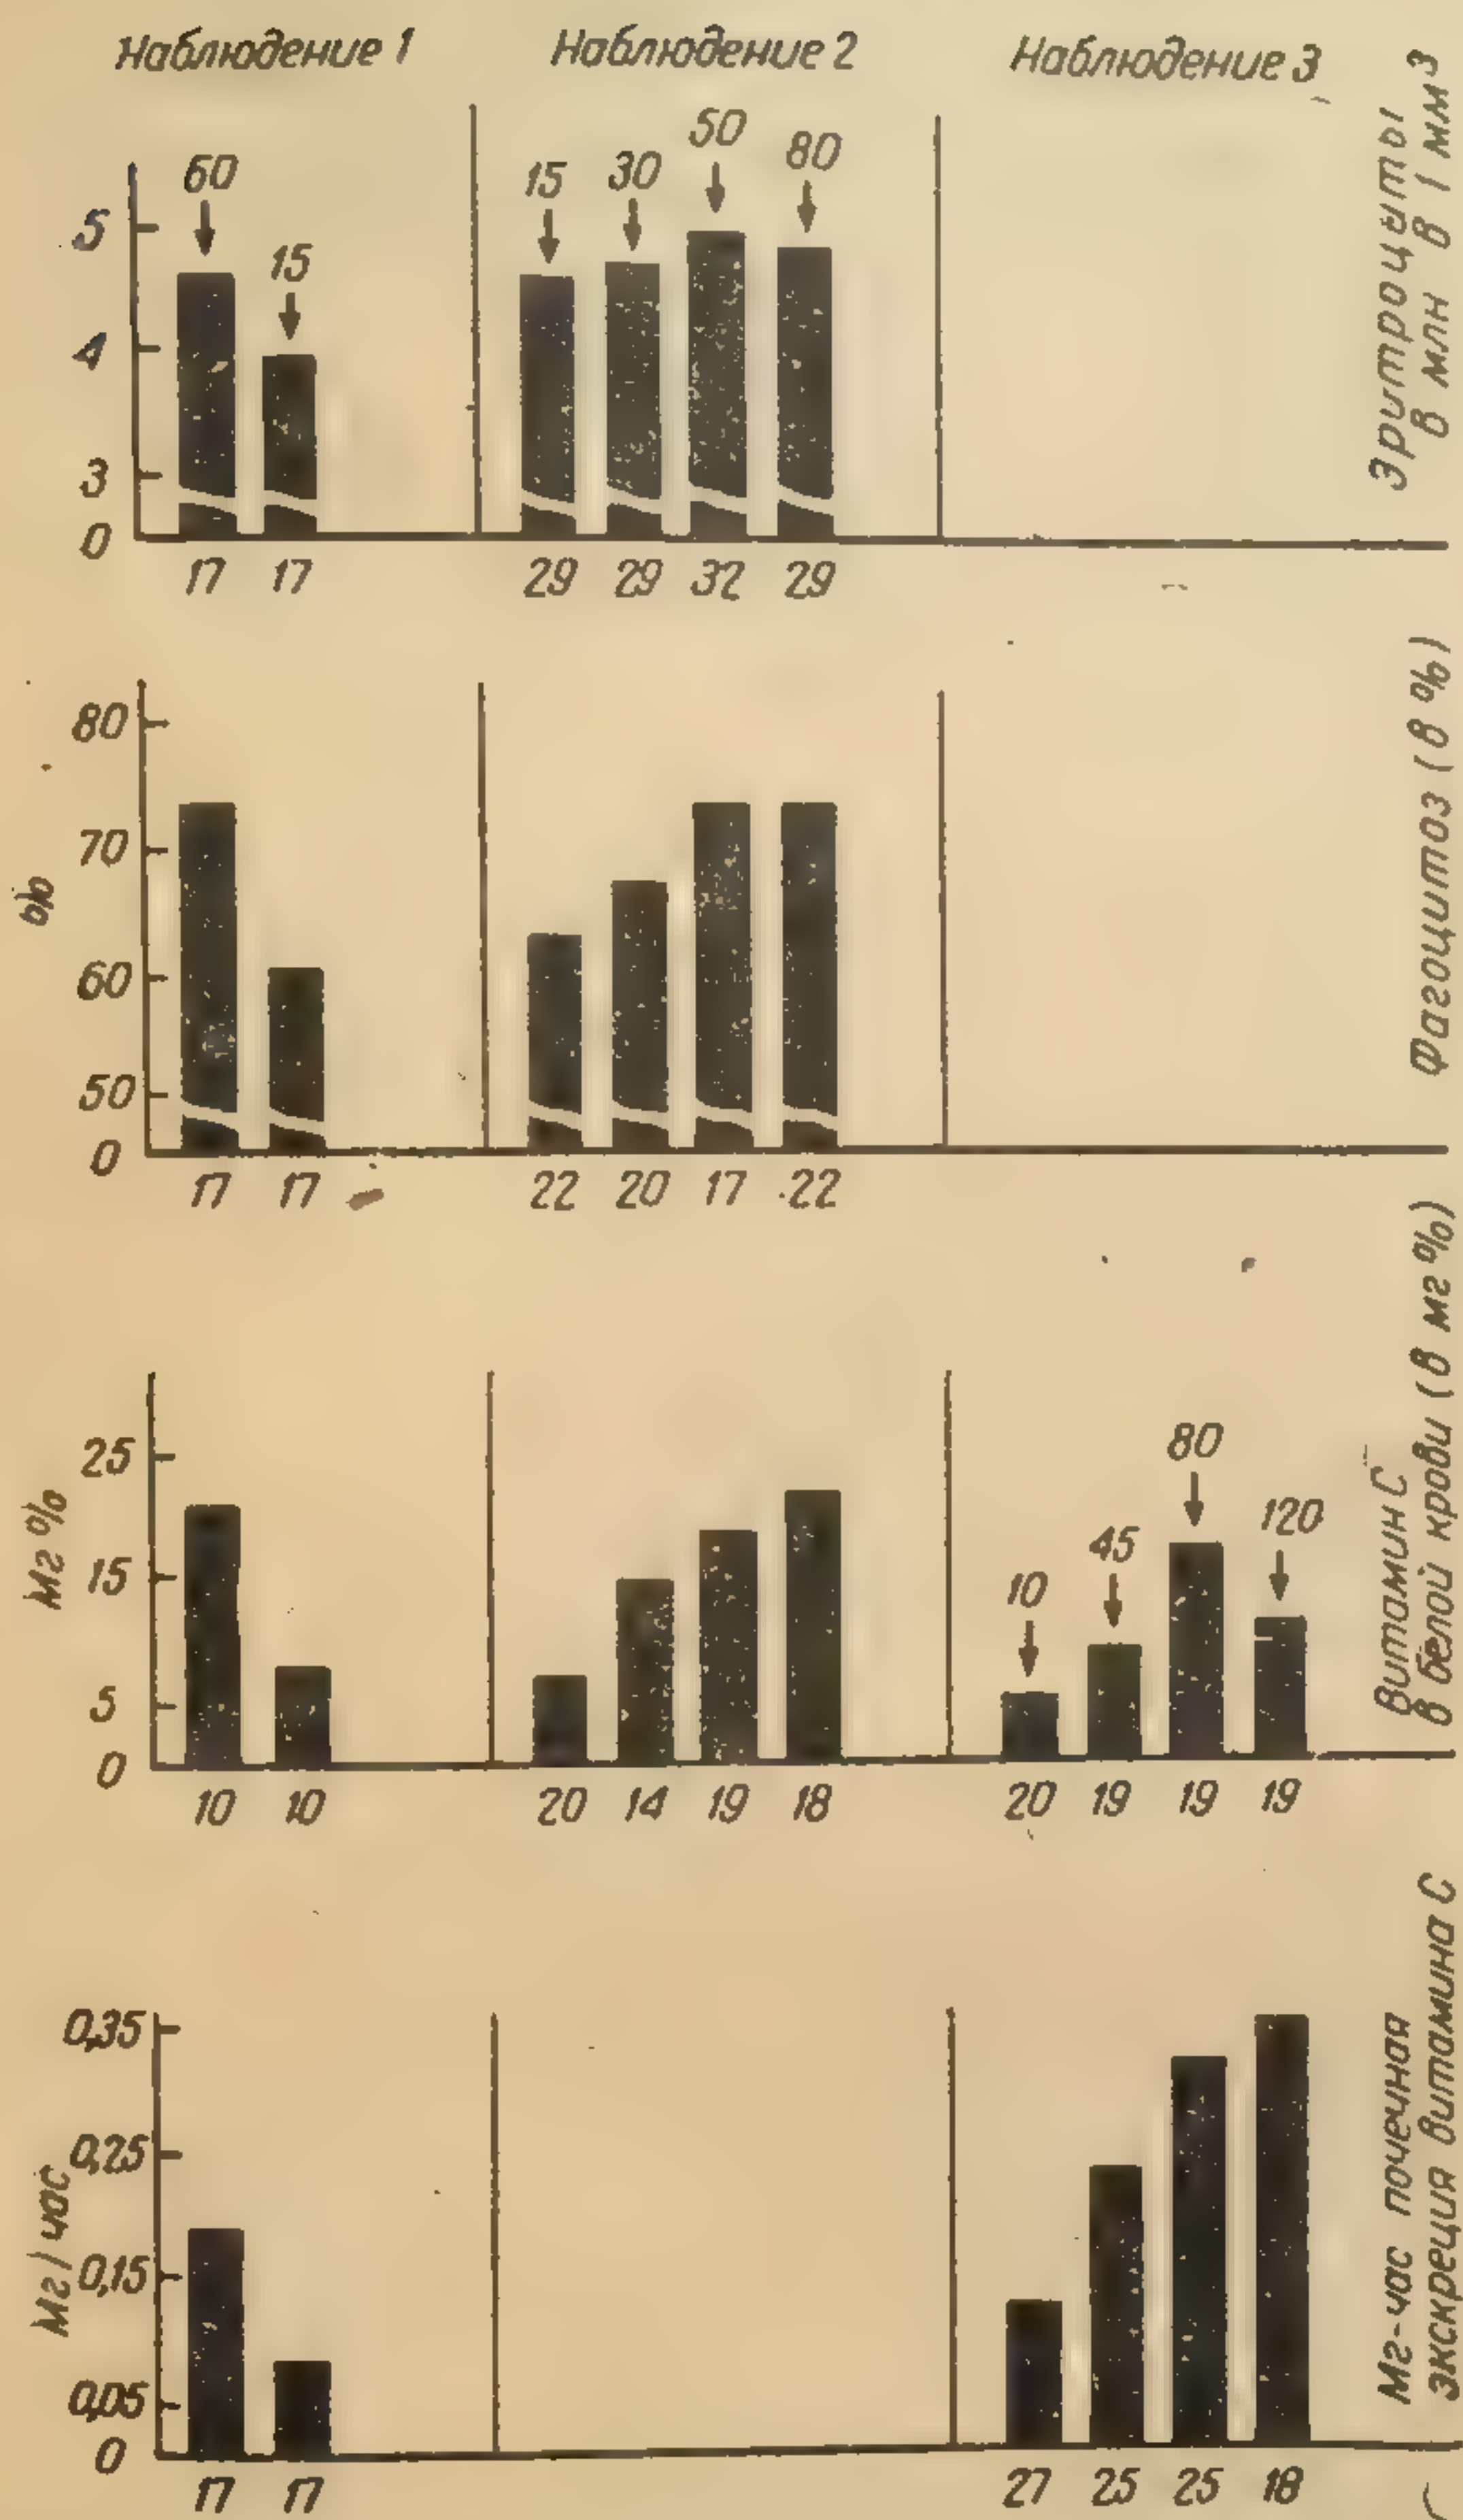 Наблюдение 1 Наблюдение 2 Наблюдение 3
60 15 15 30 50 80
5
4
3
0
17 17 29 29 32 29
Эритроциты
в млн в 1 мм³
80
70
60
50
0
%
17 17 22 20 17 22
Фагоцитоз (в %)
25
15
5
0
Мг %
10 45 80 120
10 10 20 14 19 18 20 19 19 19
Витамин С
в белой крови (в мг %)
0,35
0,25
0,15
0,05
0
Мг/час
17 17 27 25 25 18
Мг-час почечная
экскреция витамина С